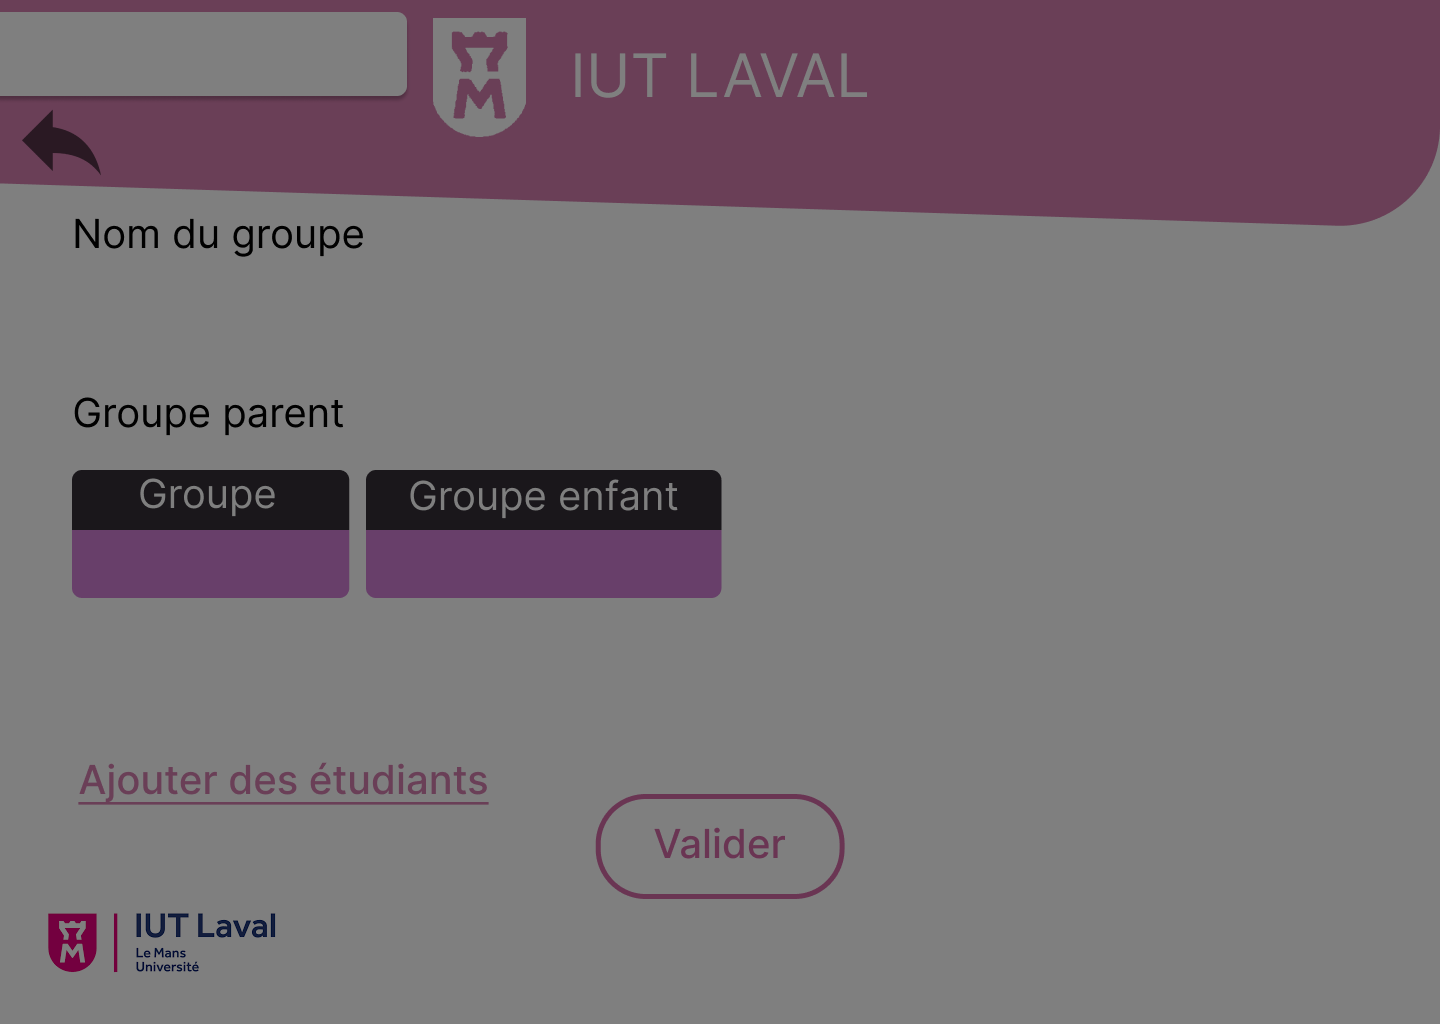 IUT LAVAL
Nom du groupe
Groupe parent
Groupe
Groupe enfant
Ajouter des étudiants
Valider
IUT Laval
Le Mans
Université